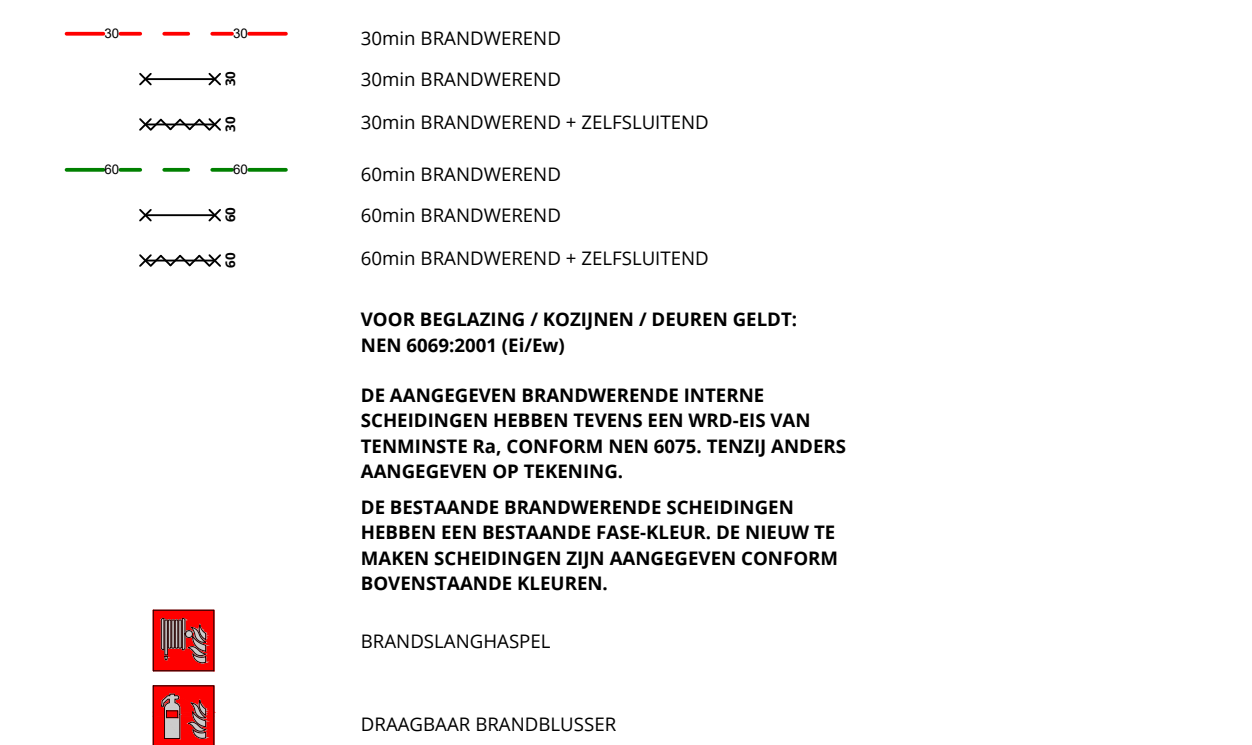 30 30 30min BRANDWEREND
30 30min BRANDWEREND
30 30min BRANDWEREND + ZELFSLUITEND
60 60 60min BRANDWEREND
60 60min BRANDWEREND
60 60min BRANDWEREND + ZELFSLUITEND
VOOR BEGLAZING / KOZIJNEN / DEUREN GELDT:
NEN 6069:2001 (Ei/Ew)
DE AANGEGEVEN BRANDWERENDE INTERNE
SCHEIDINGEN HEBBEN TEVENS EEN WRD-EIS VAN
TENMINSTE Ra, CONFORM NEN 6075. TENZIJ ANDERS
AANGEGEVEN OP TEKENING.
DE BESTAANDE BRANDWERENDE SCHEIDINGEN
HEBBEN EEN BESTAANDE FASE-KLEUR. DE NIEUW TE
MAKEN SCHEIDINGEN ZIJN AANGEGEVEN CONFORM
BOVENSTAANDE KLEUREN.
BRANDSLANGHASPEL
DRAAGBAAR BRANDBLUSSER